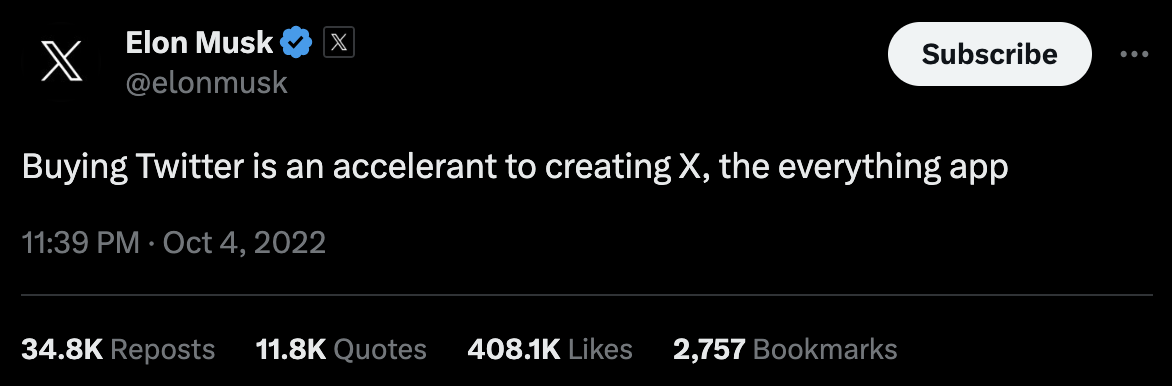 Elon Musk
@elonmusk
Subscribe
Buying Twitter is an accelerant to creating X, the everything app
11:39 PM · Oct 4, 2022
34.8K Reposts 11.8K Quotes 408.1K Likes 2,757 Bookmarks